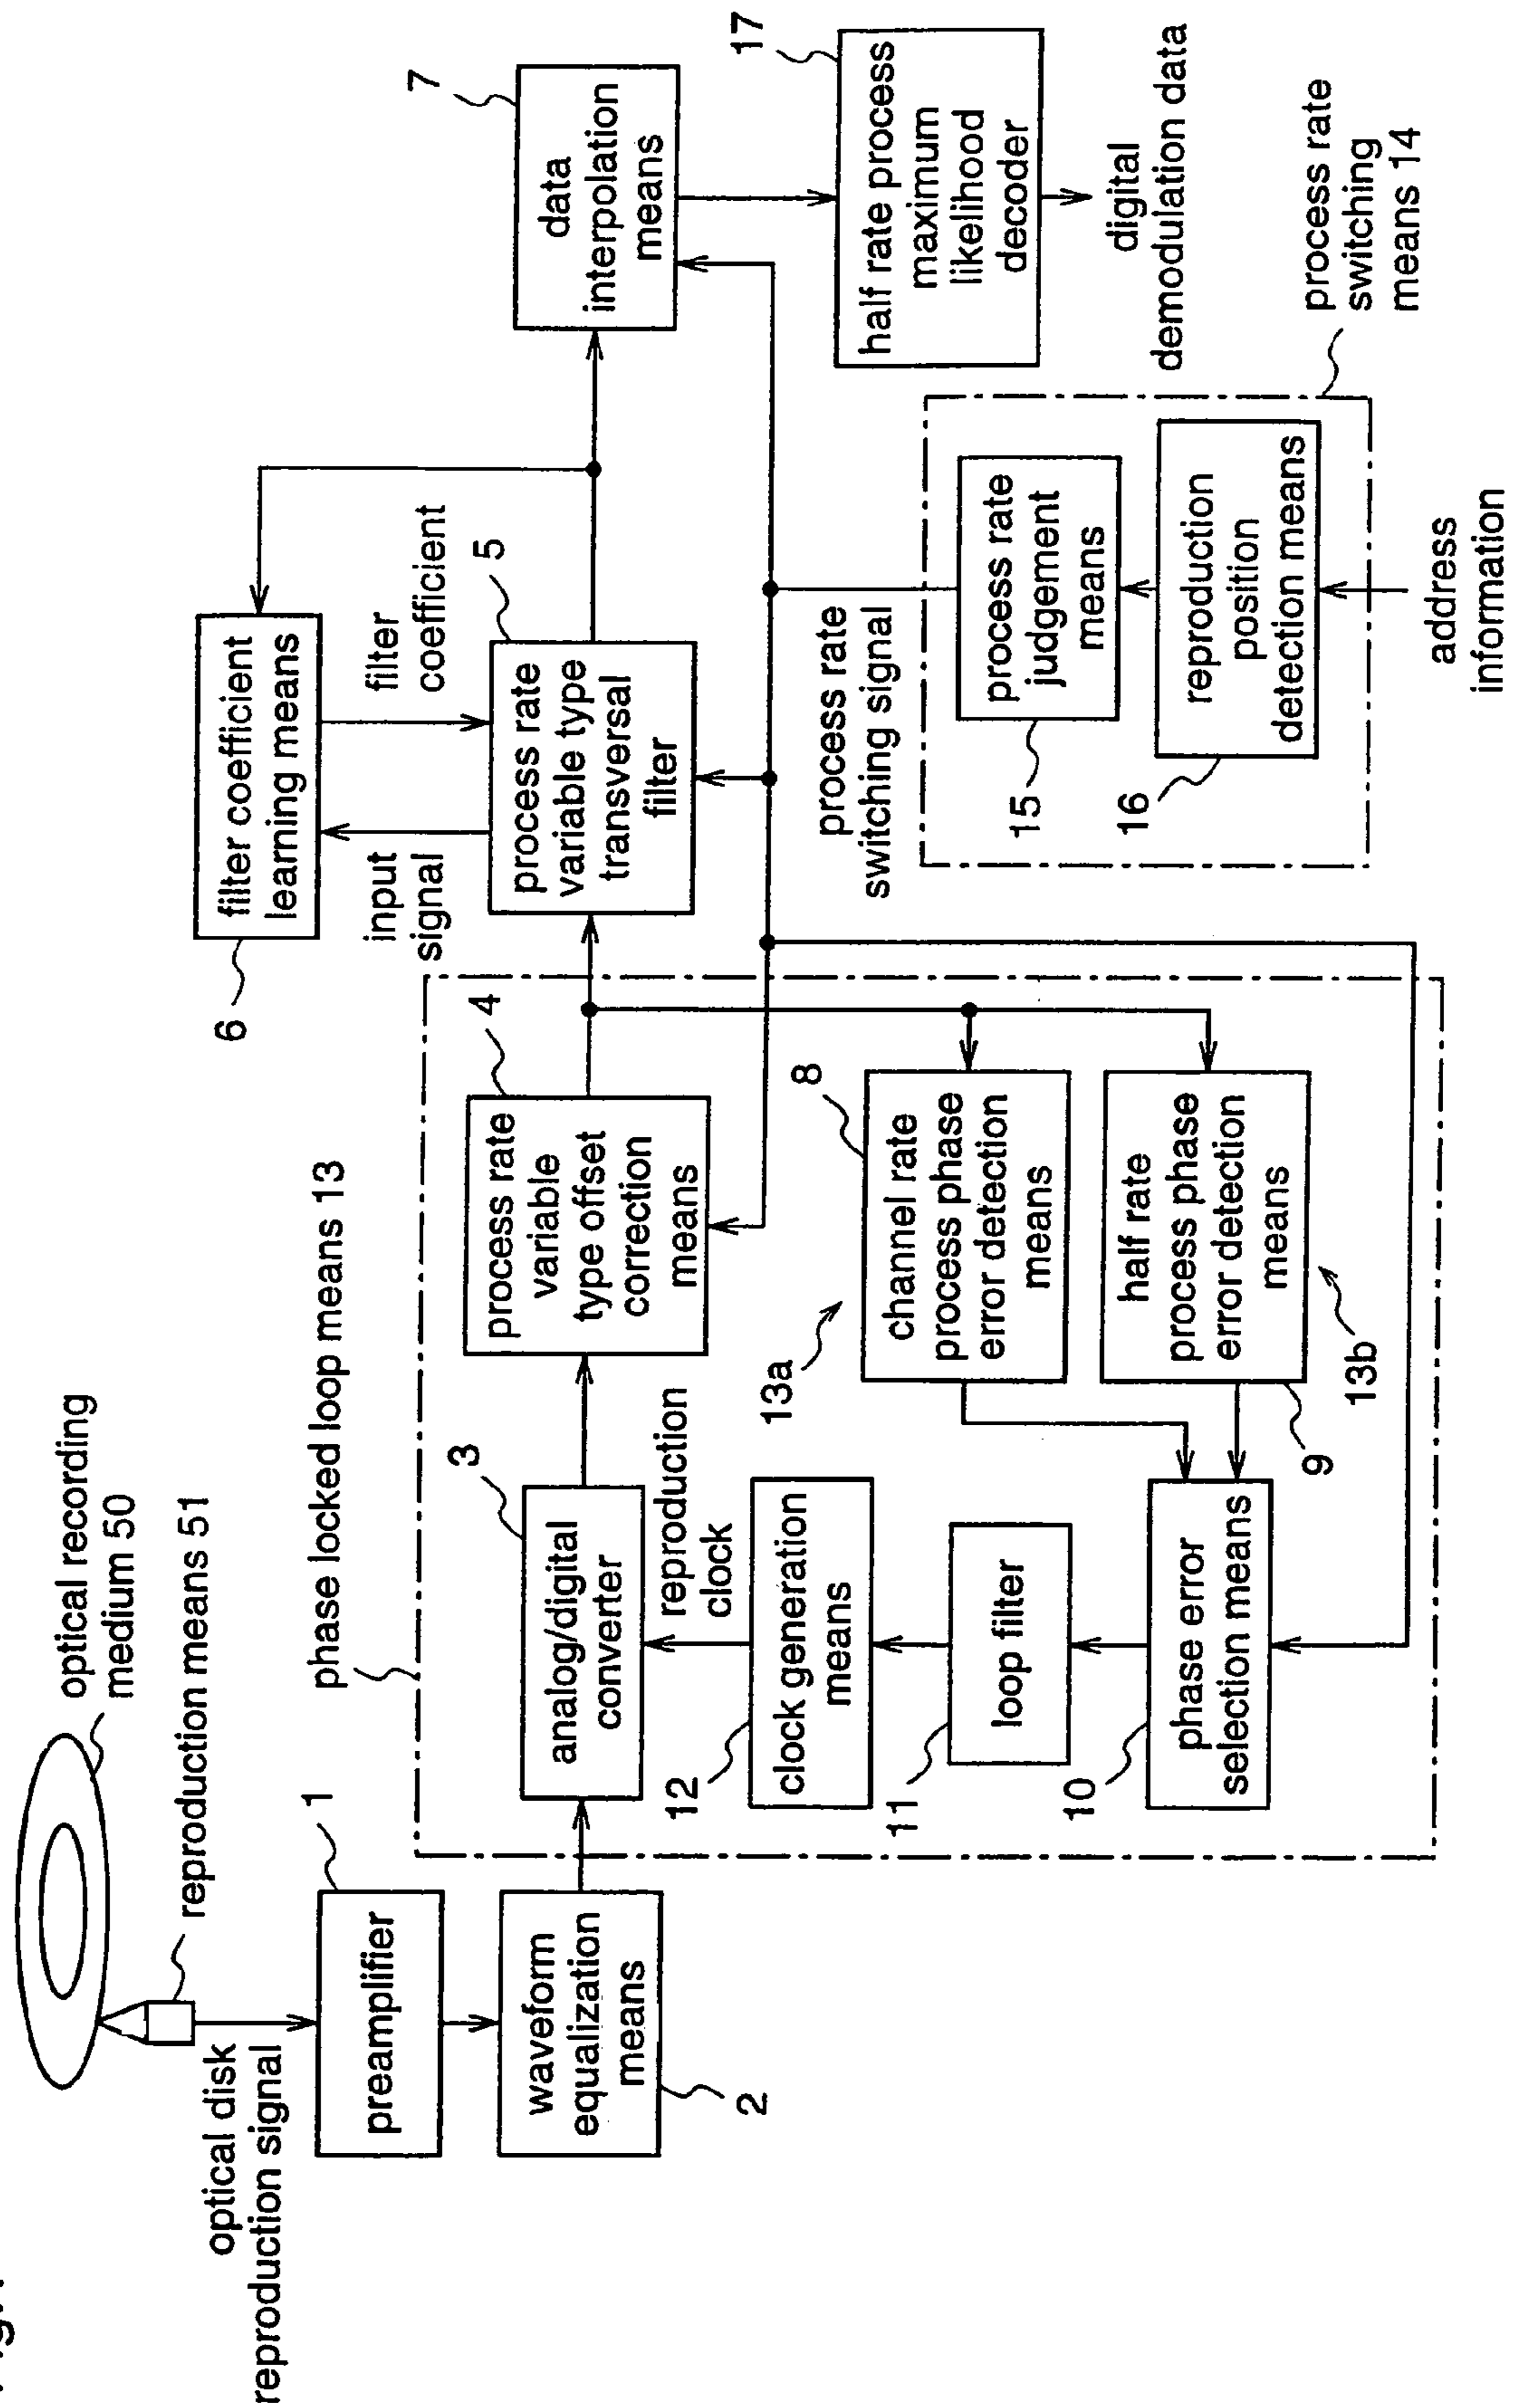 optical recording
medium 50
reproduction means 51
optical disk
reproduction signal
1
preamplifier
waveform
equalization
means
2
phase locked loop means 13
3
analog/digital
converter
reproduction
clock
12
clock generation
means
11
loop filter
10
phase error
selection means
4
process rate
variable
type offset
correction
means
13a
8
channel rate
process phase
error detection
means
half rate
process phase
error detection
means
9
13b
6
filter coefficient
learning means
input
signal
filter
coefficient
5
process rate
variable type
transversal
filter
process rate
switching signal
15
process rate
judgement
means
16
reproduction
position
detection means
address
information
process rate
switching
means 14
7
data
interpolation
means
17
half rate process
maximum
likelihood
decoder
digital
demodulation data